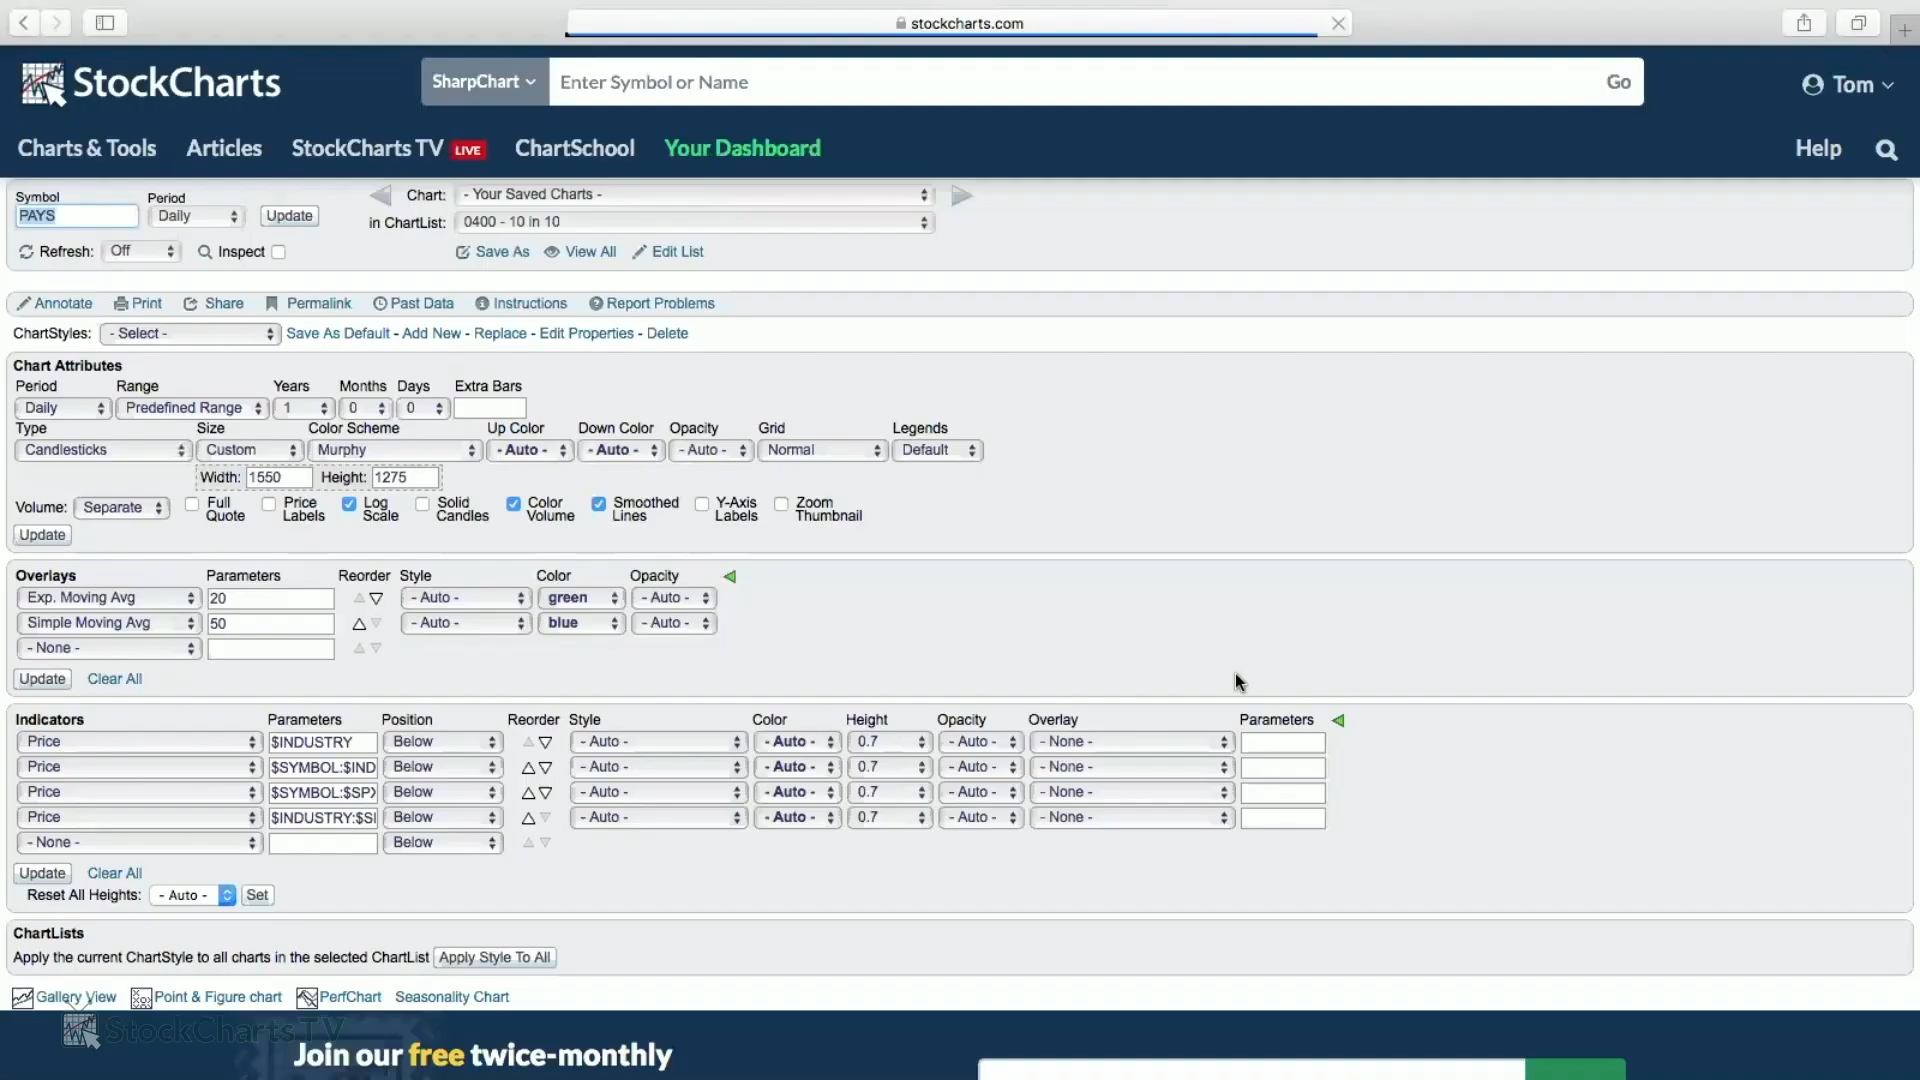 stockcharts.com
StockCharts
SharpChart
Enter Symbol or Name
Go
Tom
Charts & Tools Articles StockCharts TV LIVE ChartSchool Your Dashboard Help
Symbol Period
PAYS Daily Update
Chart: - Your Saved Charts -
in ChartList: 0400 - 10 in 10
Refresh: Off Inspect
Save As View All Edit List
Annotate Print Share Permalink Past Data Instructions Report Problems
ChartStyles: - Select - Save As Default - Add New - Replace - Edit Properties - Delete
Chart Attributes
Period Range Years Months Days Extra Bars
Daily Predefined Range 1 0 0
Type Size Color Scheme Up Color Down Color Opacity Grid Legends
Candlesticks Custom Murphy - Auto - - Auto - - Auto - Normal Default
Width: 1550 Height: 1275
Volume: Separate Full Quote Price Labels Log Scale Solid Candles Color Volume Smoothed Lines Y-Axis Labels Zoom Thumbnail
Update
Overlays Parameters Reorder Style Color Opacity
Exp. Moving Avg 20 - Auto - green - Auto -
Simple Moving Avg 50 - Auto - blue - Auto -
- None -
Update Clear All
Indicators Parameters Position Reorder Style Color Height Opacity Overlay Parameters
Price $INDUSTRY Below - Auto - - Auto - 0.7 - Auto - - None -
Price $SYMBOL:$IND Below - Auto - - Auto - 0.7 - Auto - - None -
Price $SYMBOL:$SP Below - Auto - - Auto - 0.7 - Auto - - None -
Price $INDUSTRY:$S Below - Auto - - Auto - 0.7 - Auto - - None -
- None - Below
Update Clear All
Reset All Heights: - Auto - Set
ChartLists
Apply the current ChartStyle to all charts in the selected ChartList Apply Style To All
Gallery View Point & Figure chart PerfChart Seasonality Chart
StockCharts TV
Join our free twice-monthly